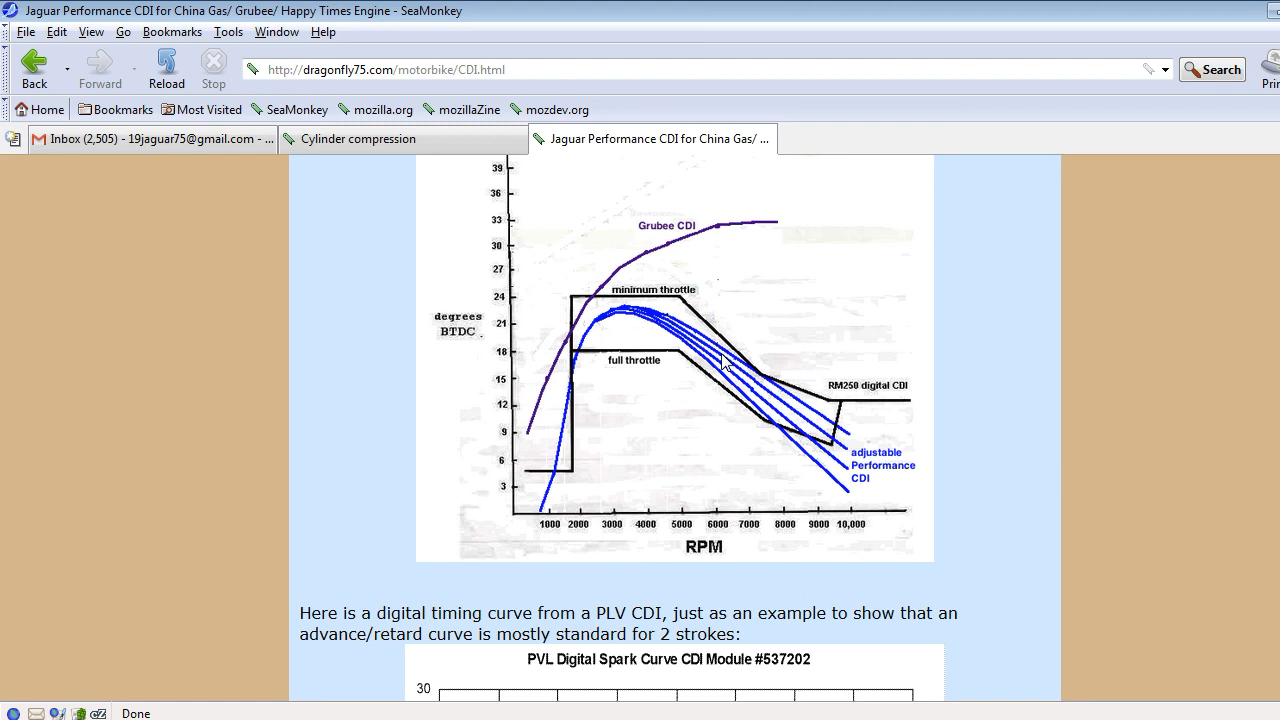 Jaguar Performance CDI for China Gas/ Grubee/ Happy Times Engine - SeaMonkey
File Edit View Go Bookmarks Tools Window Help
Back Forward Reload Stop
http://dragonfly75.com/motorbike/CDI.html
Search
Prin
Home Bookmarks Most Visited SeaMonkey mozilla.org mozillaZine mozdev.org
Inbox (2,505) - 19jaguar75@gmail.com - ...
Cylinder compression
Jaguar Performance CDI for China Gas/ ...
39
36
33
30
27
24
21
18
15
12
9
6
3
degrees
BTDC
Grubee CDI
minimum throttle
full throttle
RM250 digital CDI
adjustable
Performance
CDI
1000 2000 3000 4000 5000 6000 7000 8000 9000 10,000
RPM
Here is a digital timing curve from a PLV CDI, just as an example to show that an
advance/retard curve is mostly standard for 2 strokes:
PVL Digital Spark Curve CDI Module #537202
30
Done